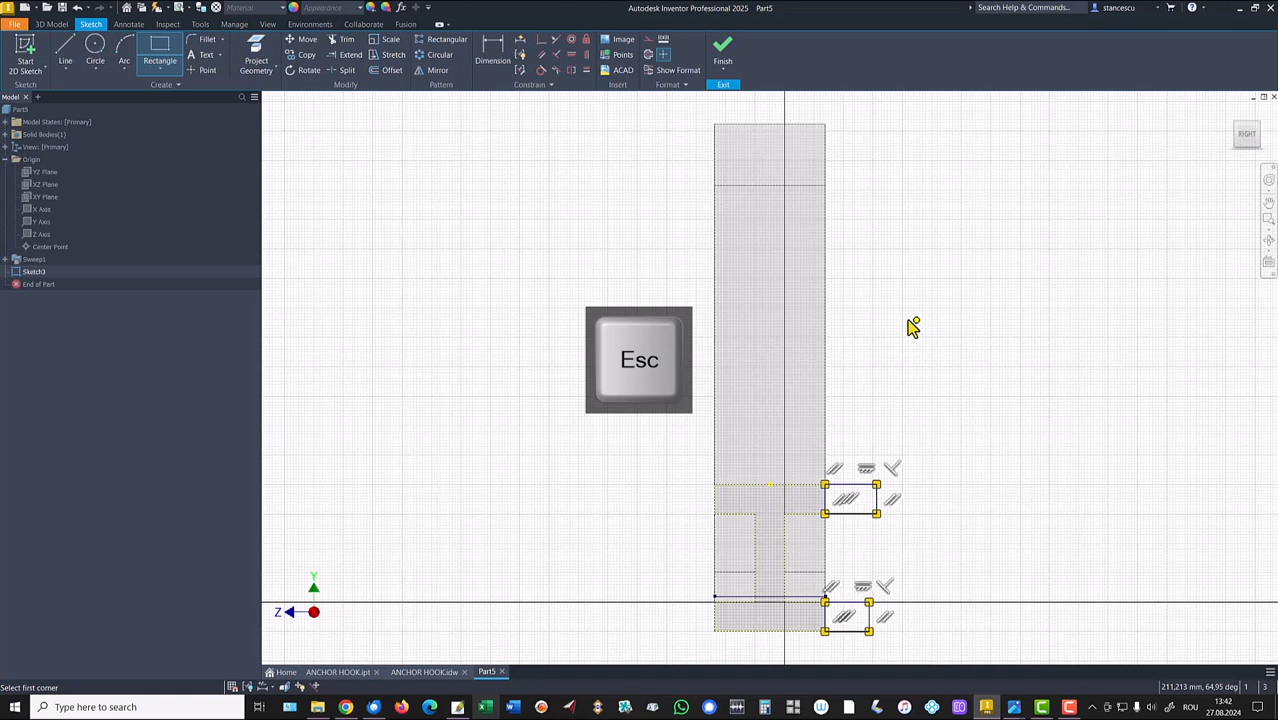 Material
Appearance
Autodesk Inventor Professional 2025 Part5
Search Help & Commands...
stancescu
File
3D Model
Sketch
Annotate
Inspect
Tools
Manage
View
Environments
Collaborate
Fusion
Start
2D Sketch
Line
Circle
Arc
Rectangle
Fillet
Text
Point
Project
Geometry
Move
Copy
Rotate
Trim
Extend
Split
Scale
Stretch
Offset
Rectangular
Circular
Mirror
Dimension
Image
Points
ACAD
Show Format
Finish
Sketch
Create
Modify
Pattern
Constrain
Insert
Format
Exit
Model
Part5
Model States: [Primary]
Solid Bodies(1)
View: [Primary]
Origin
YZ Plane
XZ Plane
XY Plane
X Axis
Y Axis
Z Axis
Center Point
Sweep1
Sketch3
End of Part
RIGHT
Esc
Y
Z
Home
ANCHOR HOOK.ipt
ANCHOR HOOK.idw
Part5
Select first corner
211,213 mm, 64,95 deg
1
3
Type here to search
ROU
13:42
27.08.2024